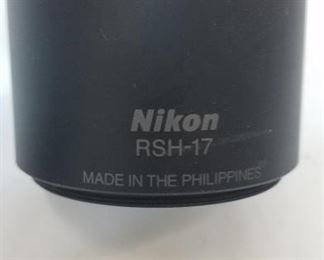 Nikon
RSH-17
MADE IN THE PHILIPPINES